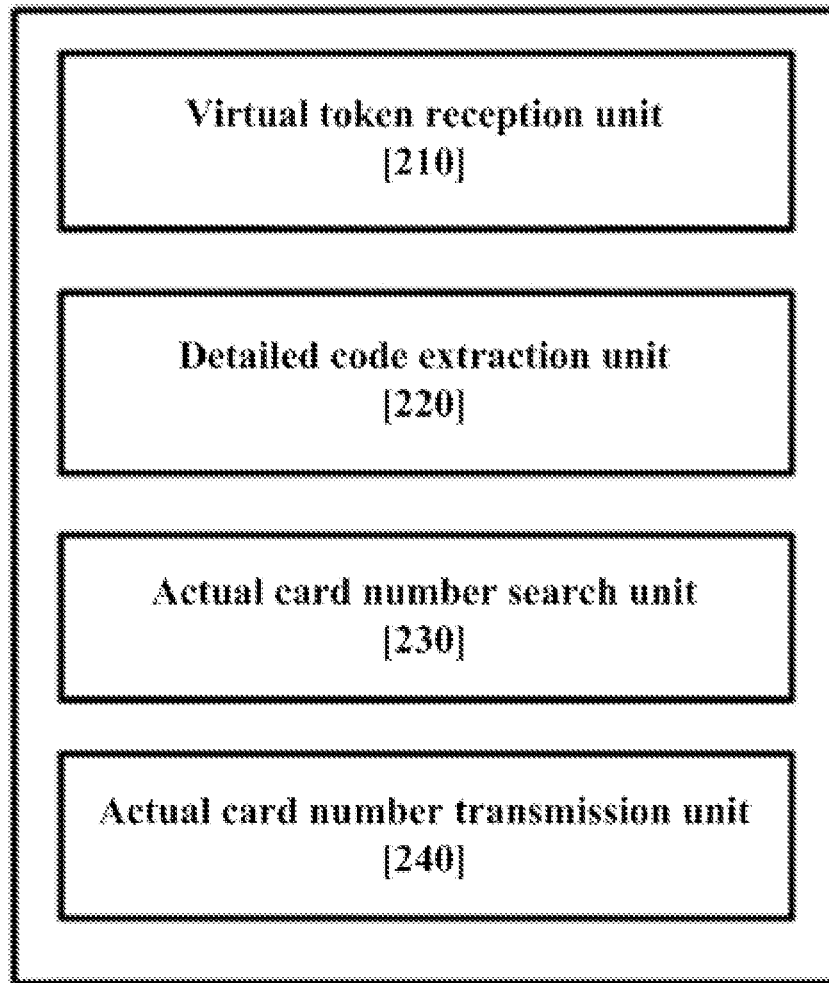 Virtual token reception unit
[210]
Detailed code extraction unit
[220]
Actual card number search unit
[230]
Actual card number transmission unit
[240]